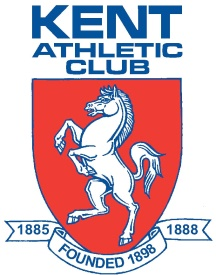 KENT
ATHLETIC
CLUB
1885 1888
FOUNDED 1898